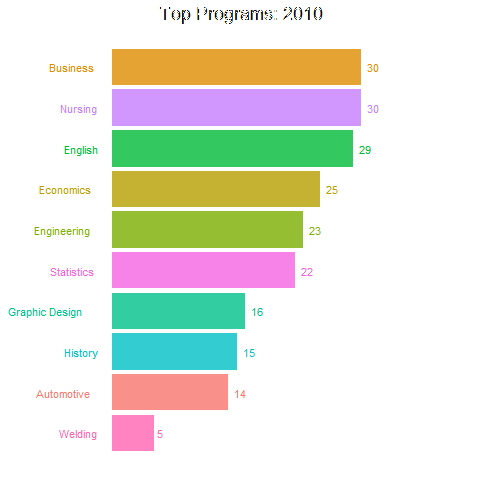 Top Programs: 2010
Business 30
Nursing 30
English 29
Economics 25
Engineering 23
Statistics 22
Graphic Design 16
History 15
Automotive 14
Welding 5